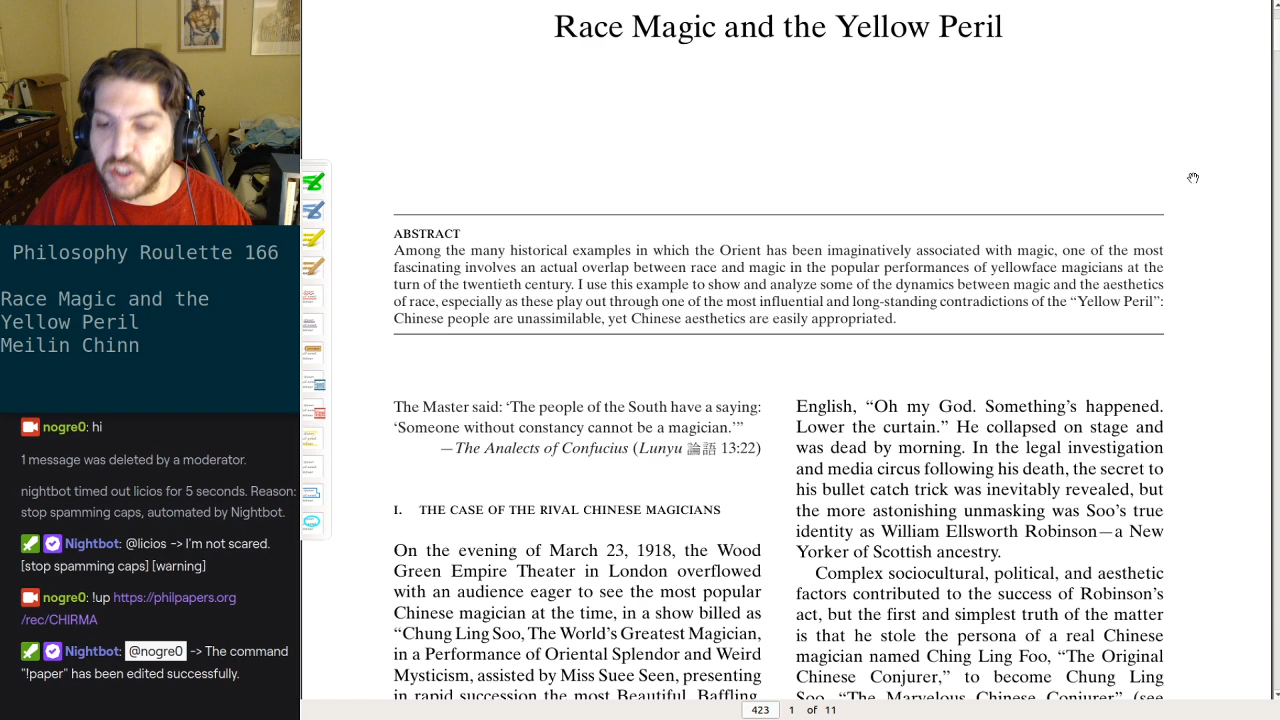 Race Magic and the Yellow Peril
ABSTRACT
Among the many historical examples in which the Orient has been imaginatively associated with magic, one of the most
fascinating involves an actual overlap between race and magic in the popular performances of yellowface magicians at the
turn of the twentieth century. I use this example to show and analyze some of the dynamics between magic and the aesthetics
of race, especially as these play out through one of the most influential and long-standing contributions of the “Yellow Peril”:
Chinese people are unassimilable, yet Chinese aesthetics are easily appropriated.
The Master said: ‘The people of the South have a saying,
‘Someone without constancy cannot be a magician.’”
—The Analects of Confucius (Lunyu 論語 13.22)
I. THE CASE OF THE RIVAL CHINESE MAGICIANS
On the evening of March 23, 1918, the Wood
Green Empire Theater in London overflowed
with an audience eager to see the most popular
Chinese magician at the time, in a show billed as
“Chung Ling Soo, The World’s Greatest Magician,
in a Performance of Oriental Splendor and Weird
Mysticism, assisted by Miss Suee Seen, presenting
in rapid succession the most Beautiful, Baffling,
English, “Oh my God. Something’s happened.
Lower the curtain.” He collapsed on stage and
was dead by morning. In the legal investigation
and media circus following his death, the secret to
his bullet catch trick was inevitably revealed, but
the more astonishing unmasking was Soo’s true
identity as William Ellsworth Robinson—a New
Yorker of Scottish ancestry.
Complex sociocultural, political, and aesthetic
factors contributed to the success of Robinson’s
act, but the first and simplest truth of the matter
is that he stole the persona of a real Chinese
magician named Ching Ling Foo, “The Original
Chinese Conjurer,” to become Chung Ling
Soo, “The Marvelous Chinese Conjurer” (see
423 1 of 11
Philosophy Roulette 166
Race Magic and the
Yellow Peril
Meilin Chinn
nogre0: hi
1 message was deleted by a moderator.
nightbot timed out licios for 5 seconds. Reason:
stop spamming caps, automated by Nightbot.
Nightbot: @licios -> I'm not scared.
[stop spamming caps] [warning]
nogre0: !up https://philpapers.org
/rec/CHIRMA
Nightbot: @nogre0 -> The command
"!paper" has been edited successfully.